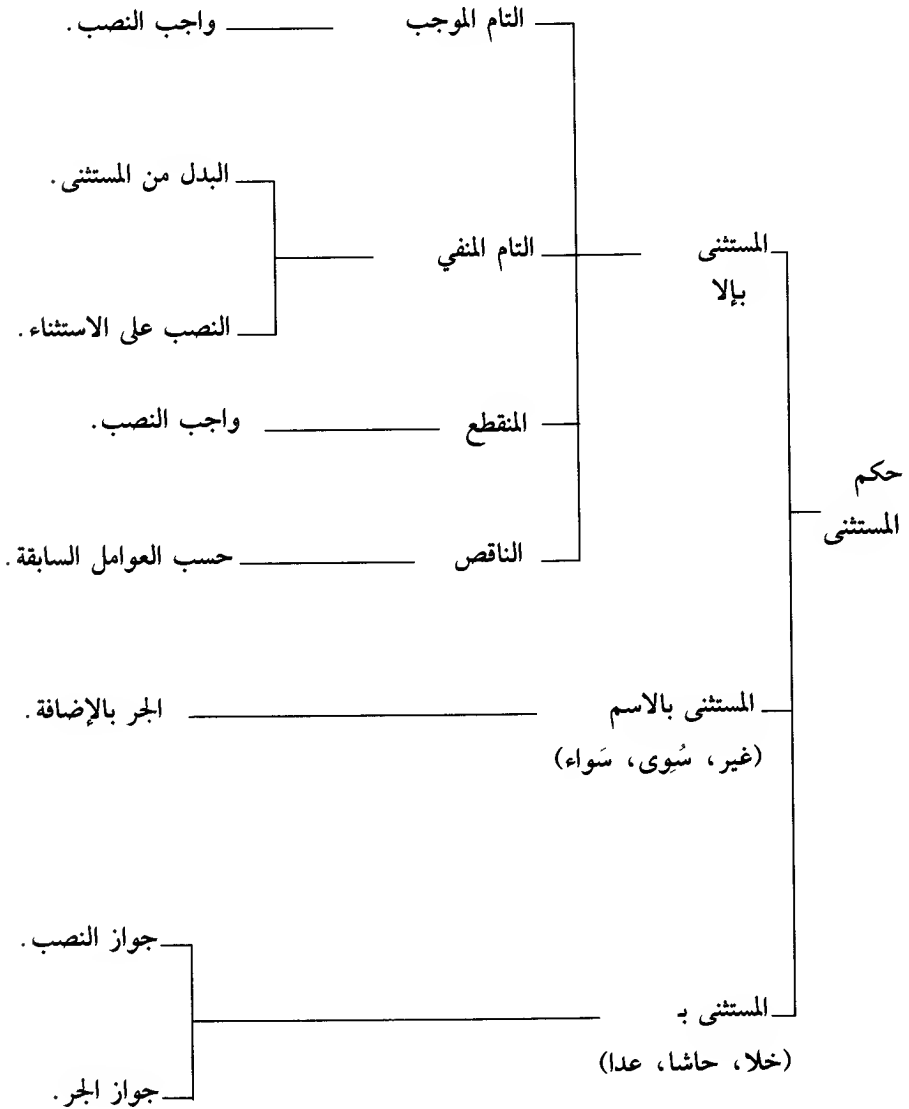 التام الموجب واجب النصب.
البدل من المستثنى.
المستثنى التام المنفي
بإلا
النصب على الاستثناء.
المنقطع واجب النصب.
حكم
المستثنى
الناقص حسب العوامل السابقة.
المستثنى بالاسم الجر بالإضافة.
(غير، سُوِى، سَواء)
جواز النصب.
المستثنى بـ
(خلا، حاشا، عدا)
جواز الجر.